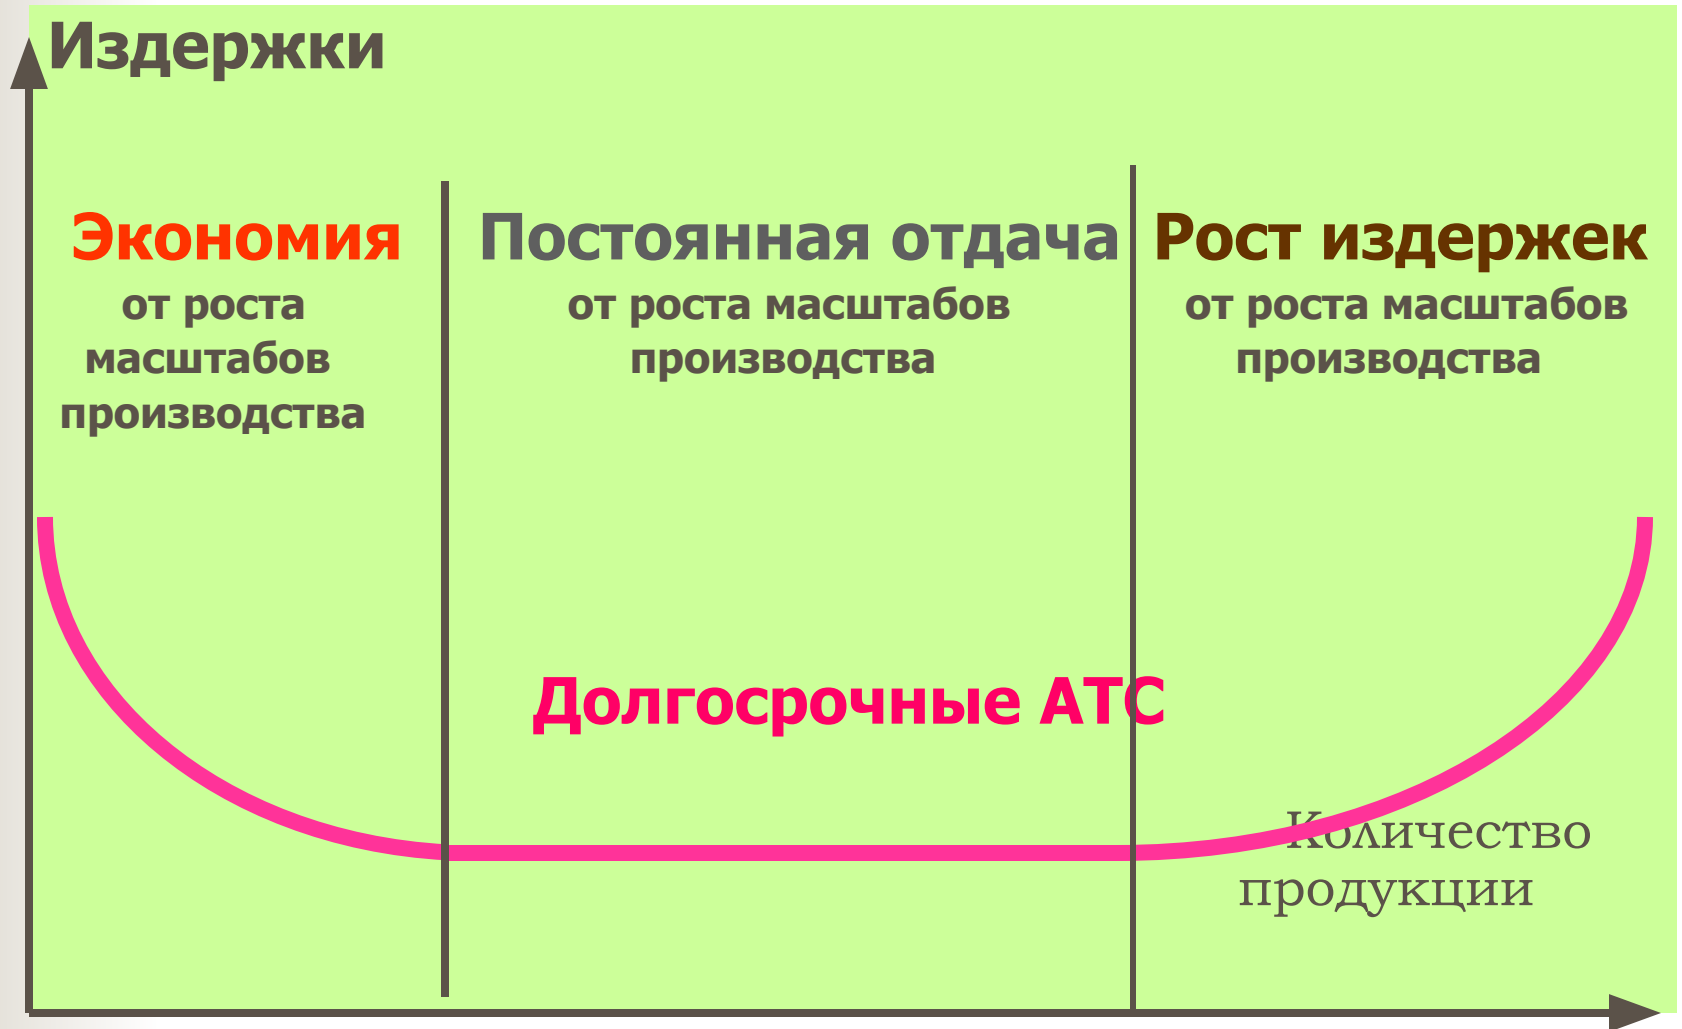 Издержки
Экономия
от роста
масштабов
производства
Постоянная отдача
от роста масштабов
производства
Рост издержек
от роста масштабов
производства
Долгосрочные АТС
Количество
продукции